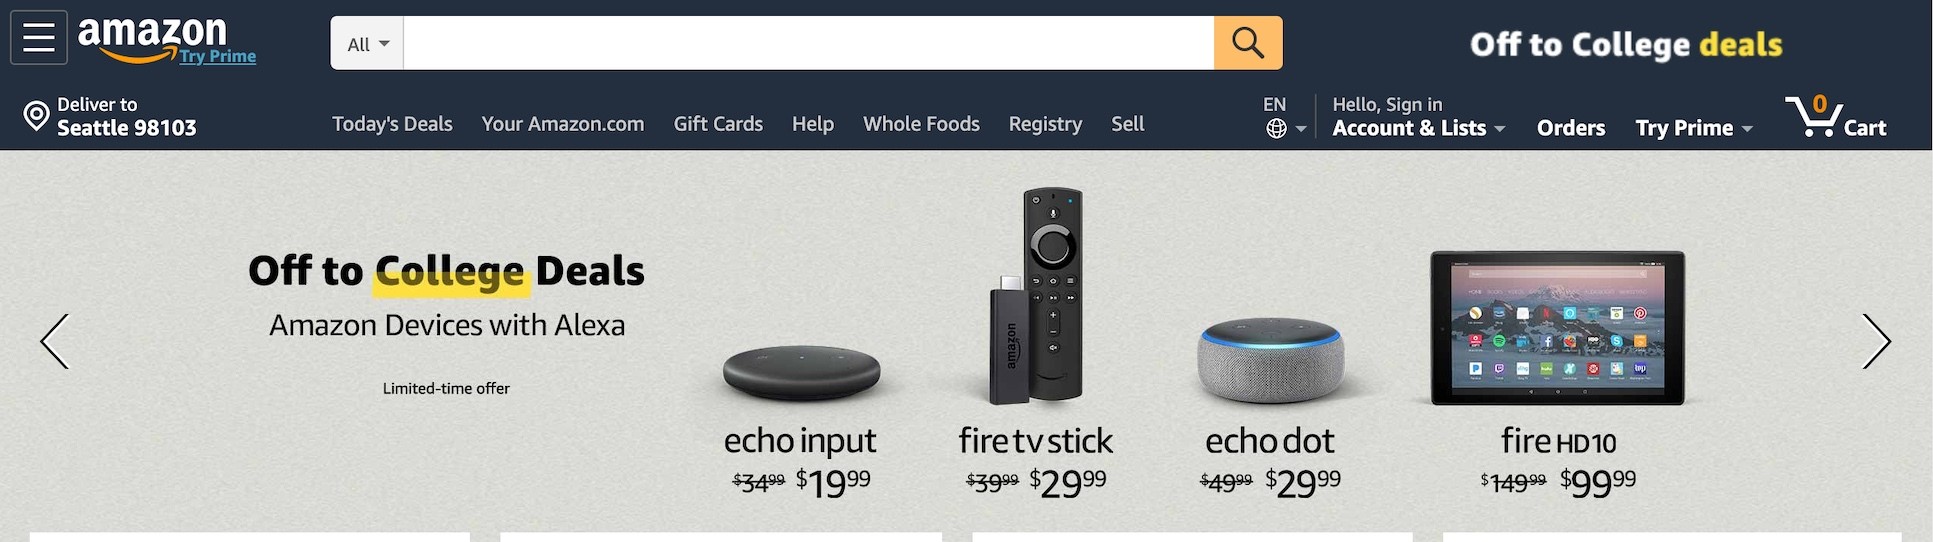 amazon
Try Prime
All
Off to College deals
Deliver to
Seattle 98103
Today's Deals
Your Amazon.com
Gift Cards
Help
Whole Foods
Registry
Sell
EN
Hello, Sign in
Account & Lists
Orders
Try Prime
0
Cart
Off to College Deals
Amazon Devices with Alexa
Limited-time offer
amazon
echo input
$34.99 $19.99
fire tv stick
$39.99 $29.99
echo dot
$49.99 $29.99
fire HD10
$149.99 $99.99